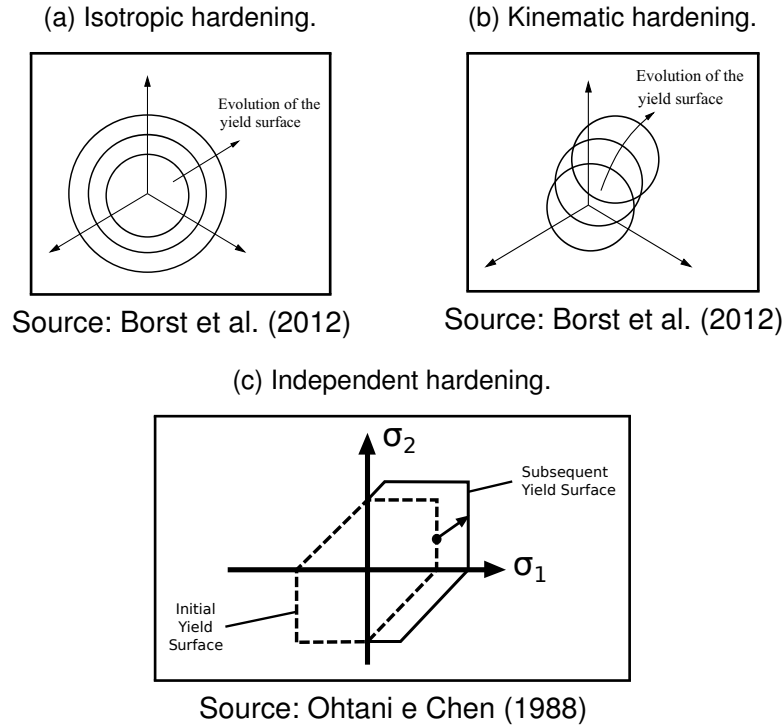 (a) Isotropic hardening.
Evolution of the
yield surface
Source: Borst et al. (2012)
(b) Kinematic hardening.
Evolution of the
yield surface
Source: Borst et al. (2012)
(c) Independent hardening.
σ2
Subsequent
Yield Surface
σ1
Initial
Yield
Surface
Source: Ohtani e Chen (1988)